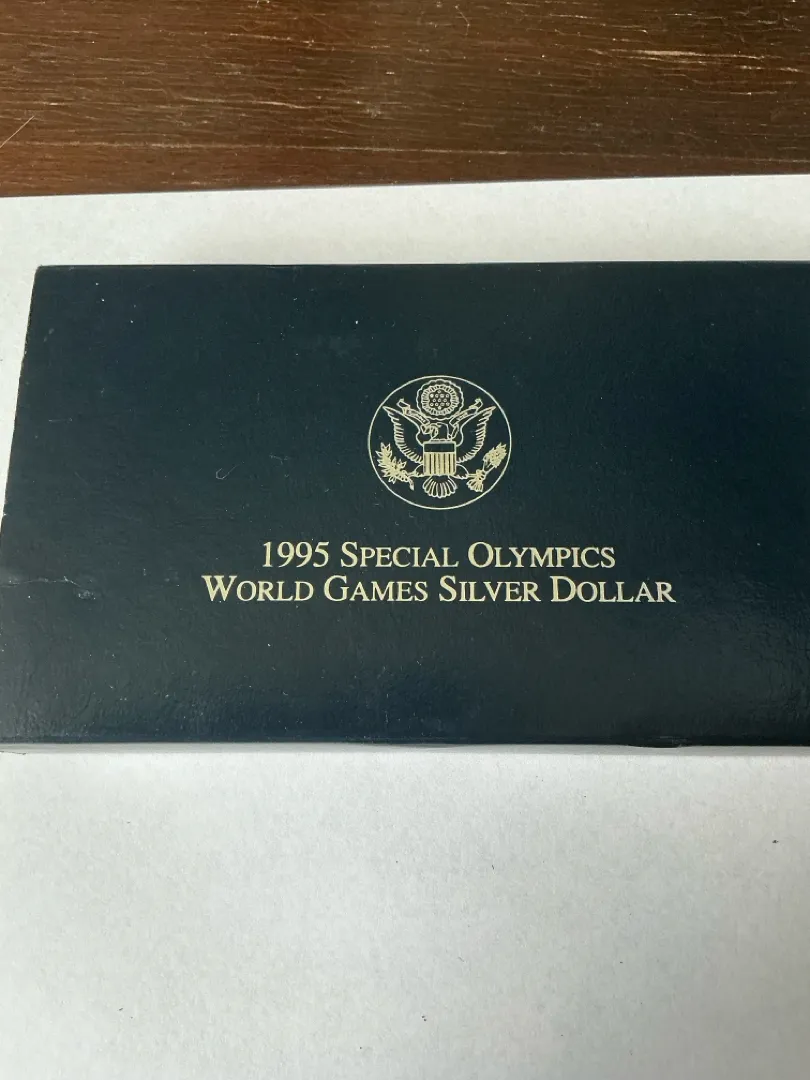 1995 SPECIAL OLYMPICS
WORLD GAMES SILVER DOLLAR